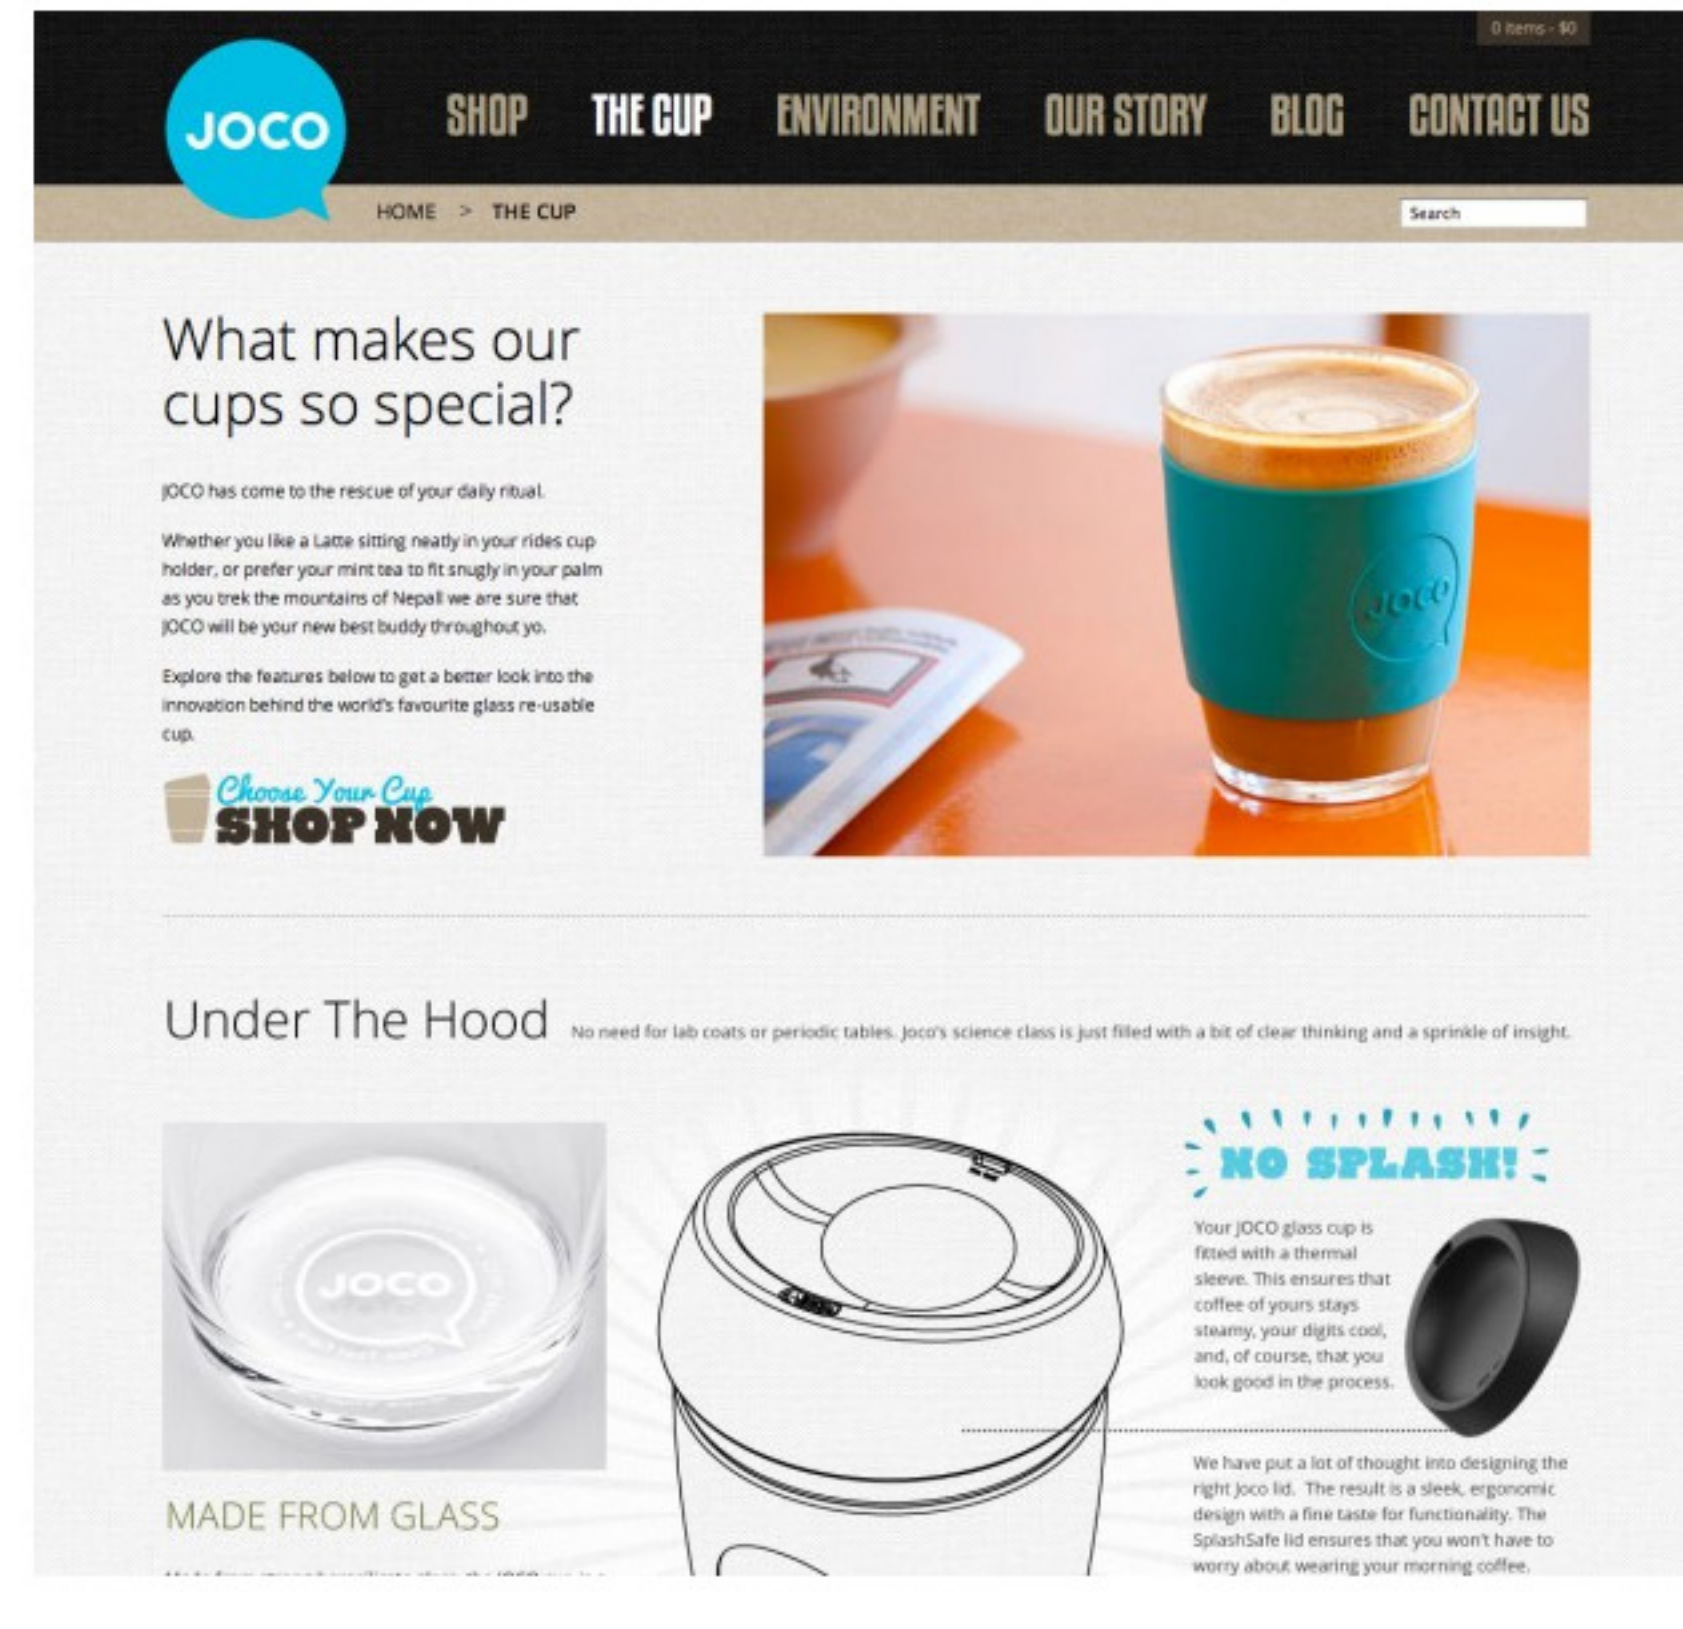 0 items - $0
JOCO
SHOP
THE CUP
ENVIRONMENT
OUR STORY
BLOG
CONTACT US
HOME > THE CUP
Search
What makes our
cups so special?
JOCO has come to the rescue of your daily ritual.
Whether you like a Latte sitting neatly in your rides cup
holder, or prefer your mint tea to fit snugly in your palm
as you trek the mountains of Nepall we are sure that
JOCO will be your new best buddy throughout yo.
Explore the features below to get a better look into the
innovation behind the world's favourite glass re-usable
cup.
Choose Your Cup
SHOP NOW
JOCO
Under The Hood
No need for lab coats or periodic tables. Joco's science class is just filled with a bit of clear thinking and a sprinkle of insight.
JOCO
MADE FROM GLASS
NO SPLASH!
Your JOCO glass cup is
fitted with a thermal
sleeve. This ensures that
coffee of yours stays
steamy, your digits cool,
and, of course, that you
look good in the process.
We have put a lot of thought into designing the
right Joco lid. The result is a sleek, ergonomic
design with a fine taste for functionality. The
SplashSafe lid ensures that you won't have to
worry about wearing your morning coffee.